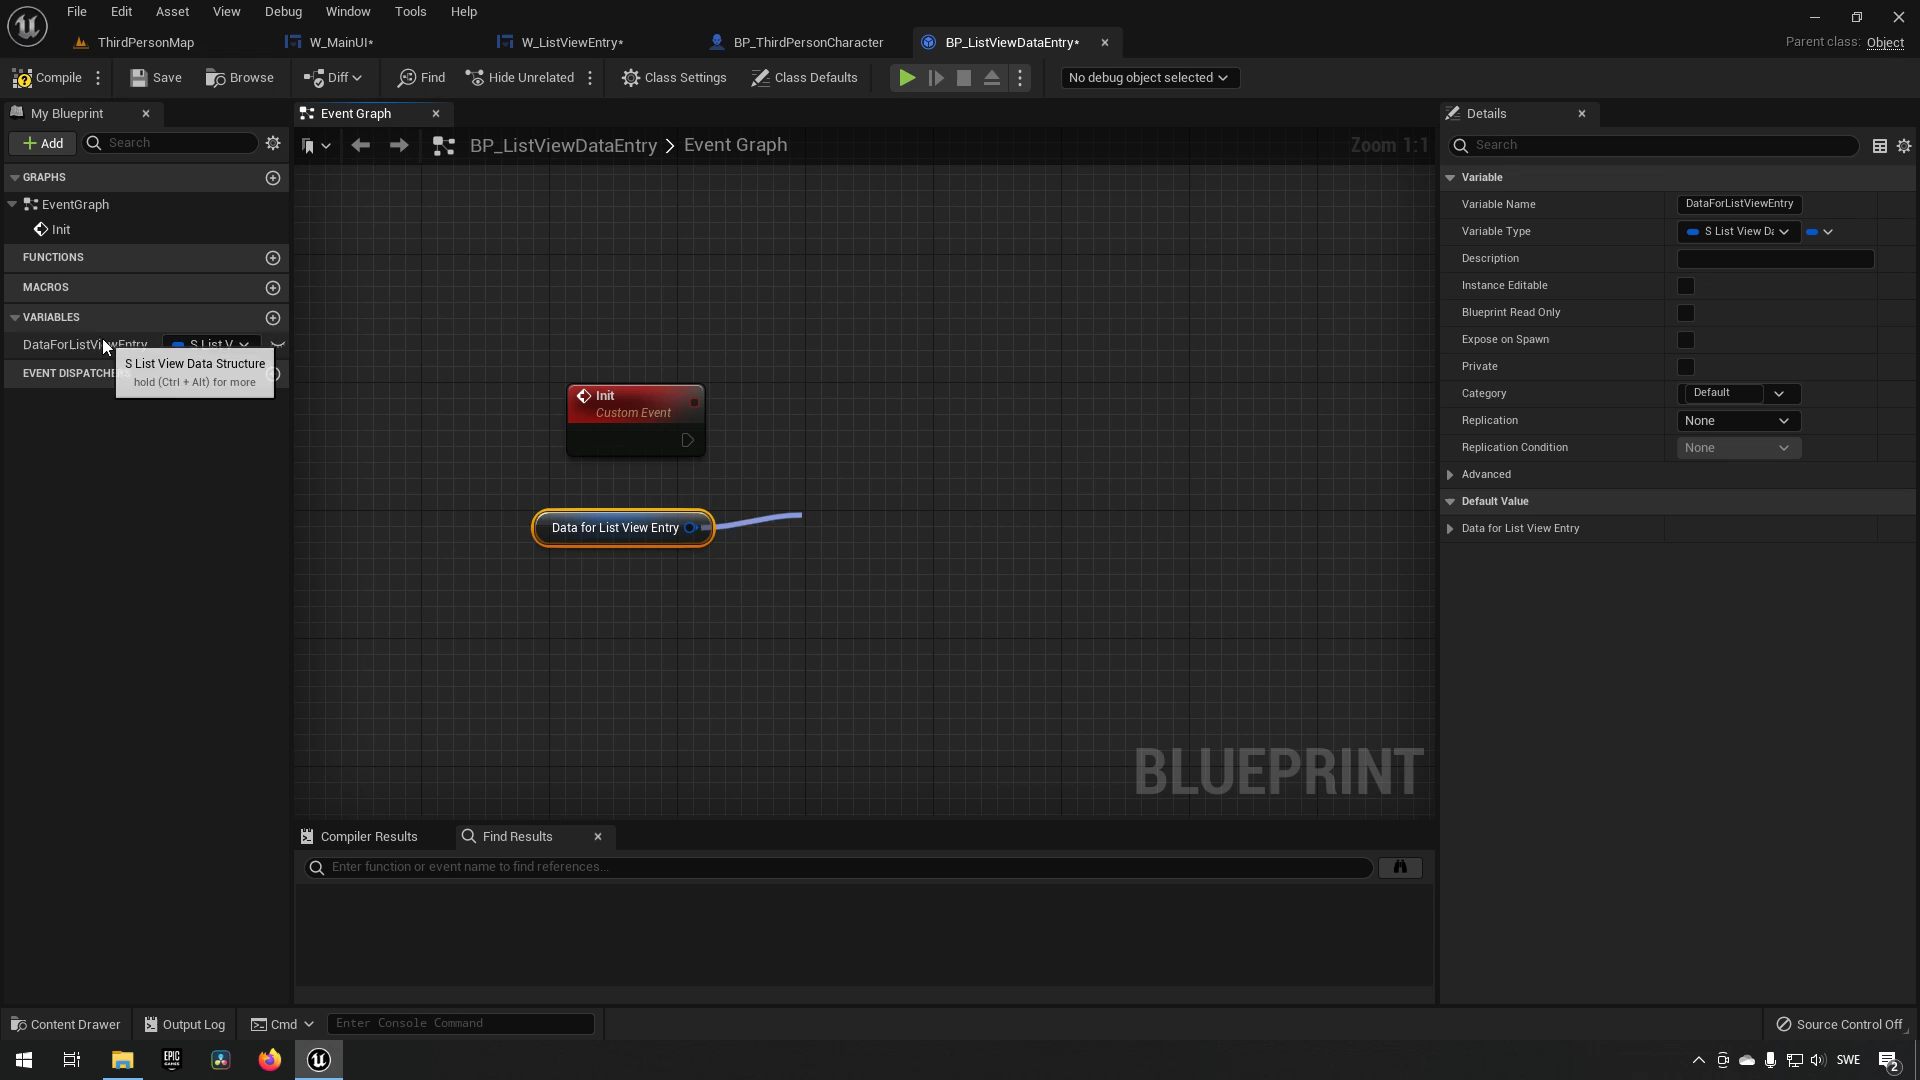 File Edit Asset View Debug Window Tools Help
ThirdPersonMap W_MainUI* W_ListViewEntry* BP_ThirdPersonCharacter BP_ListViewDataEntry* Parent class: Object
Compile Save Browse Diff Find Hide Unrelated Class Settings Class Defaults No debug object selected
My Blueprint
Event Graph
Details
Add Search
BP_ListViewDataEntry > Event Graph
Zoom 1:1
Search
GRAPHS
EventGraph
Init
FUNCTIONS
MACROS
VARIABLES
DataForListViewEntry S List V
S List View Data Structure
hold (Ctrl + Alt) for more
EVENT DISPATCHE
Init
Custom Event
Data for List View Entry
BLUEPRINT
Variable
Variable Name DataForListViewEntry
Variable Type S List View Da
Description
Instance Editable
Blueprint Read Only
Expose on Spawn
Private
Category Default
Replication None
Replication Condition None
Advanced
Default Value
Data for List View Entry
Compiler Results Find Results
Enter function or event name to find references...
Content Drawer Output Log Cmd Enter Console Command Source Control Off
EPIC GAMES SWE 2